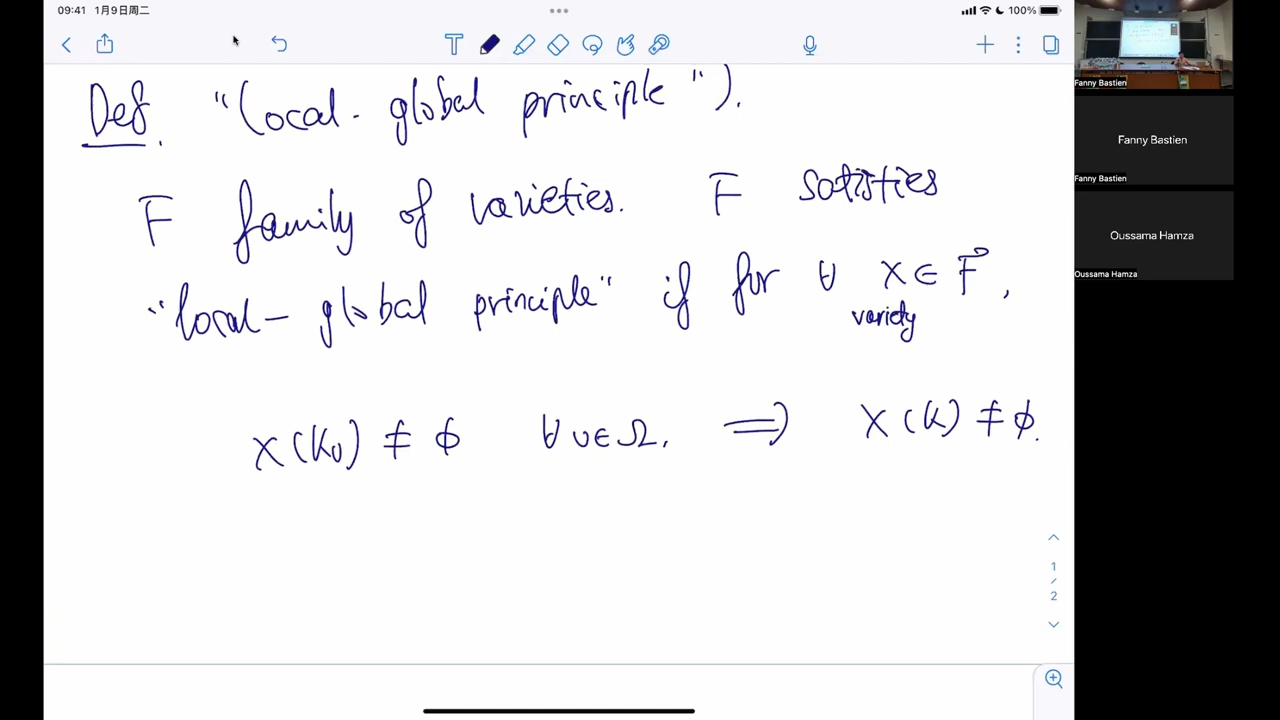 09:41 1月9日周二
100%
Def. "local-global principle").
F family of varieties. F satisfies
"local-global principle" if for ∀ X ∈ F,
variety
X(Kv) ≠ ∅ ∀ v ∈ Ω, ⟹ X(K) ≠ ∅.
1
/
2
Fanny Bastien
Fanny Bastien
Fanny Bastien
Oussama Hamza
Oussama Hamza